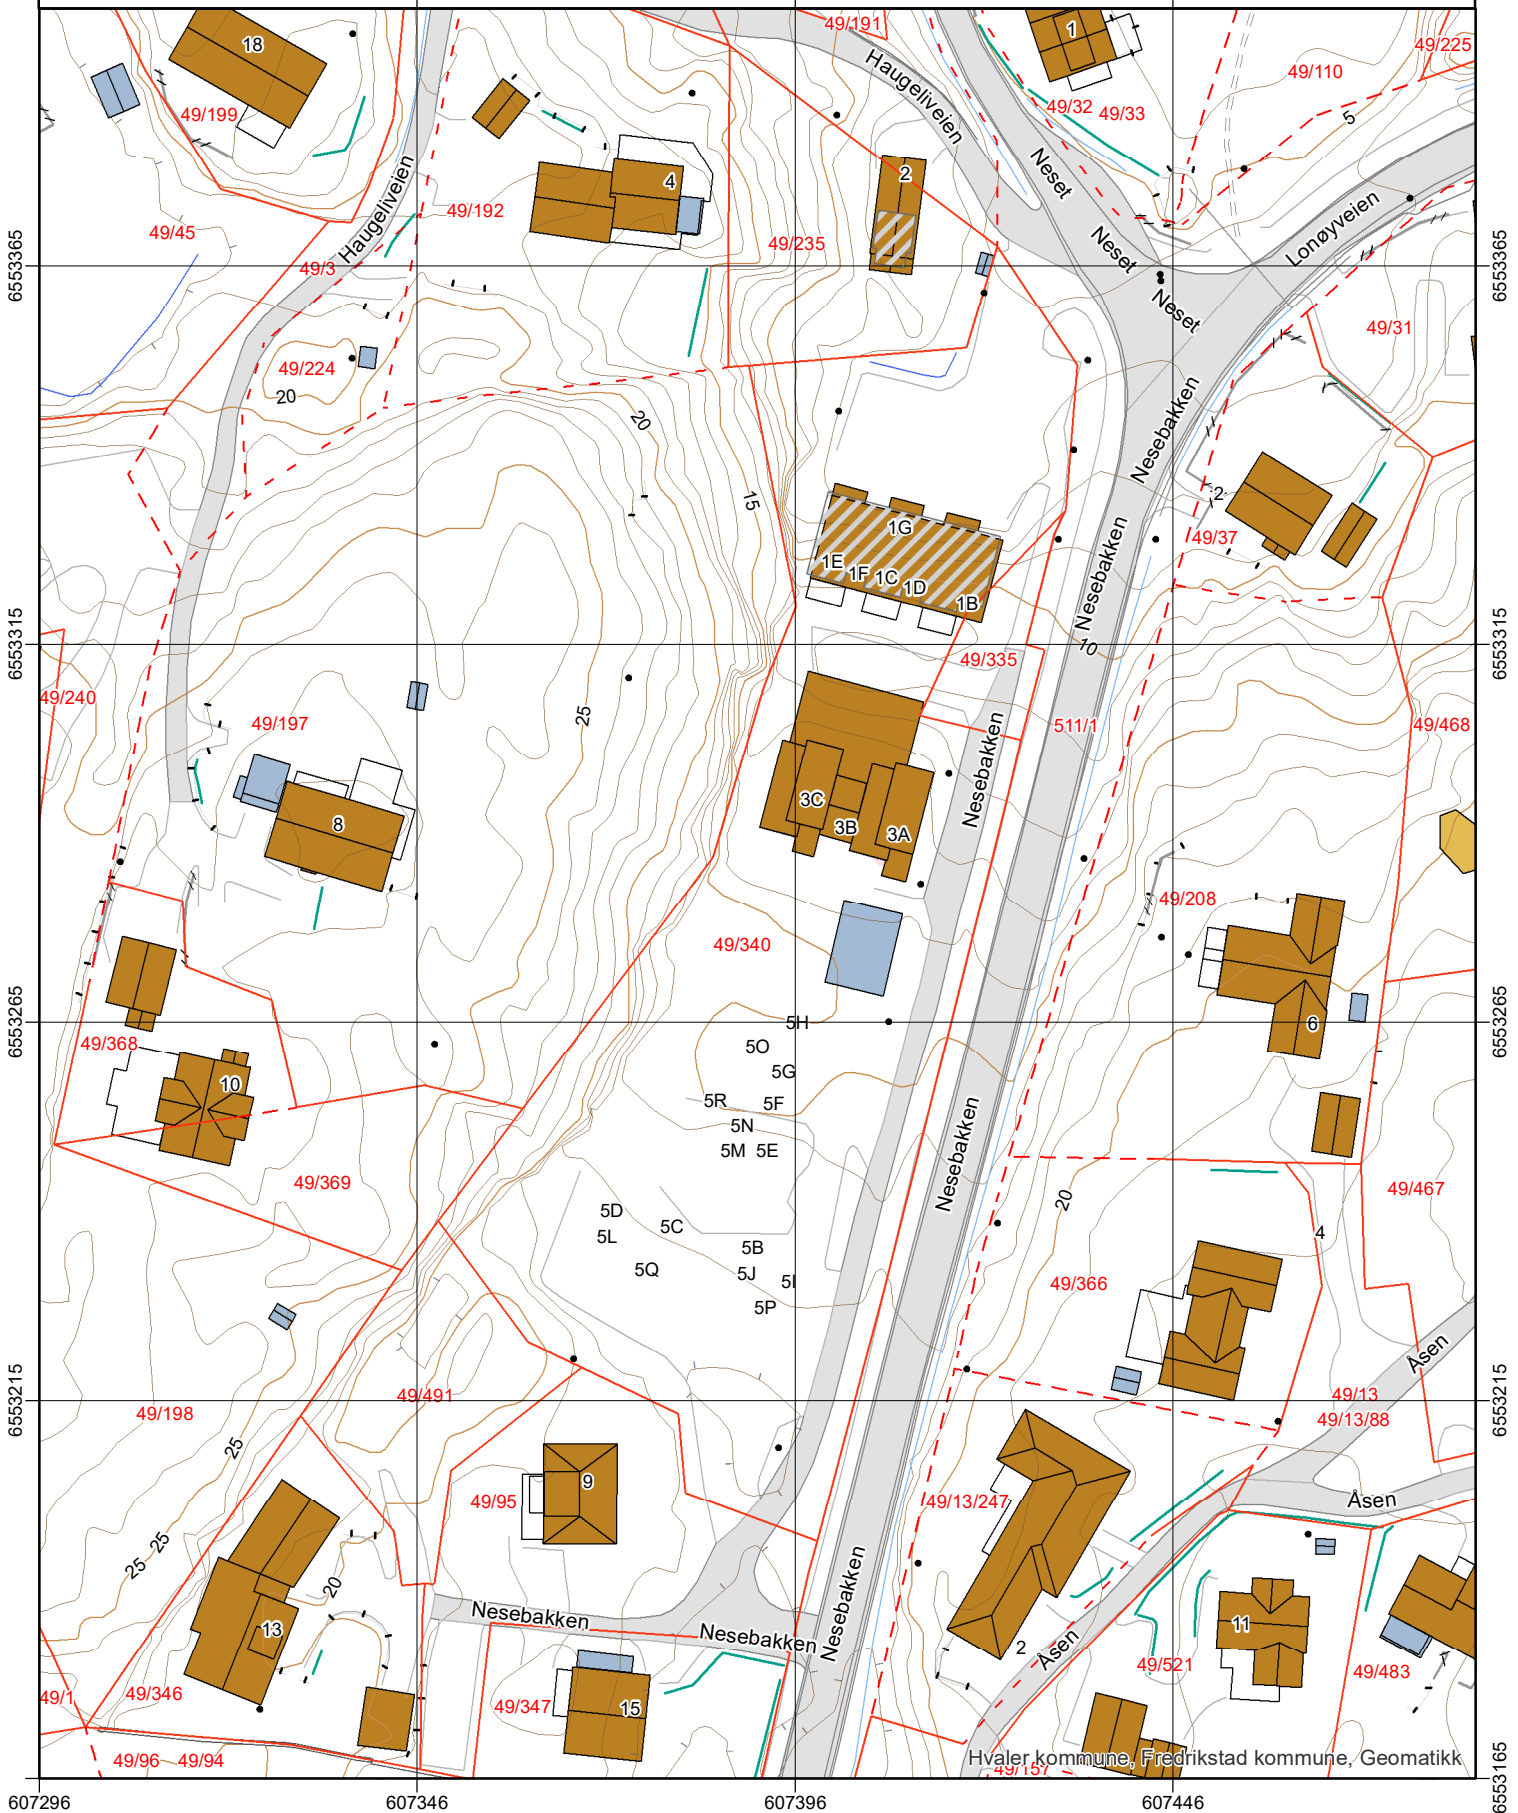 49/191
18
1
49/225
Haugeliveien
49/110
49/32 49/33
49/199
5
Haugeliveien
Neset
4
2
49/192
49/45
49/235
Lonøyveien
Neset
49/3
6553365
6553365
Neset
49/31
49/224
20
20
Nesebakken
15
2
1G
49/37
1E
1F
1C
1D
1B
Nesebakken
10
6553315
6553315
49/335
49/240
49/197
25
511/1
49/468
Nesebakken
3C
3B
3A
8
49/208
49/340
6553265
6553265
5H
6
5O
49/368
5G
10
5R
5F
5N
5M
5E
Nesebakken
49/369
20
49/467
5D
5L
5C
5B
4
5Q
5J
5I
49/366
5P
Åsen
6553215
6553215
49/491
49/13
49/198
49/13/88
25
9
49/95
49/13/247
Åsen
25
25
20
Nesebakken
Nesebakken
Nesebakken
13
11
2
Åsen
49/521
49/483
49/1
49/346
49/347
15
49/96
49/94
49/157
Hvaler kommune, Fredrikstad kommune, Geomatikk
6553165
607296
607346
607396
607446